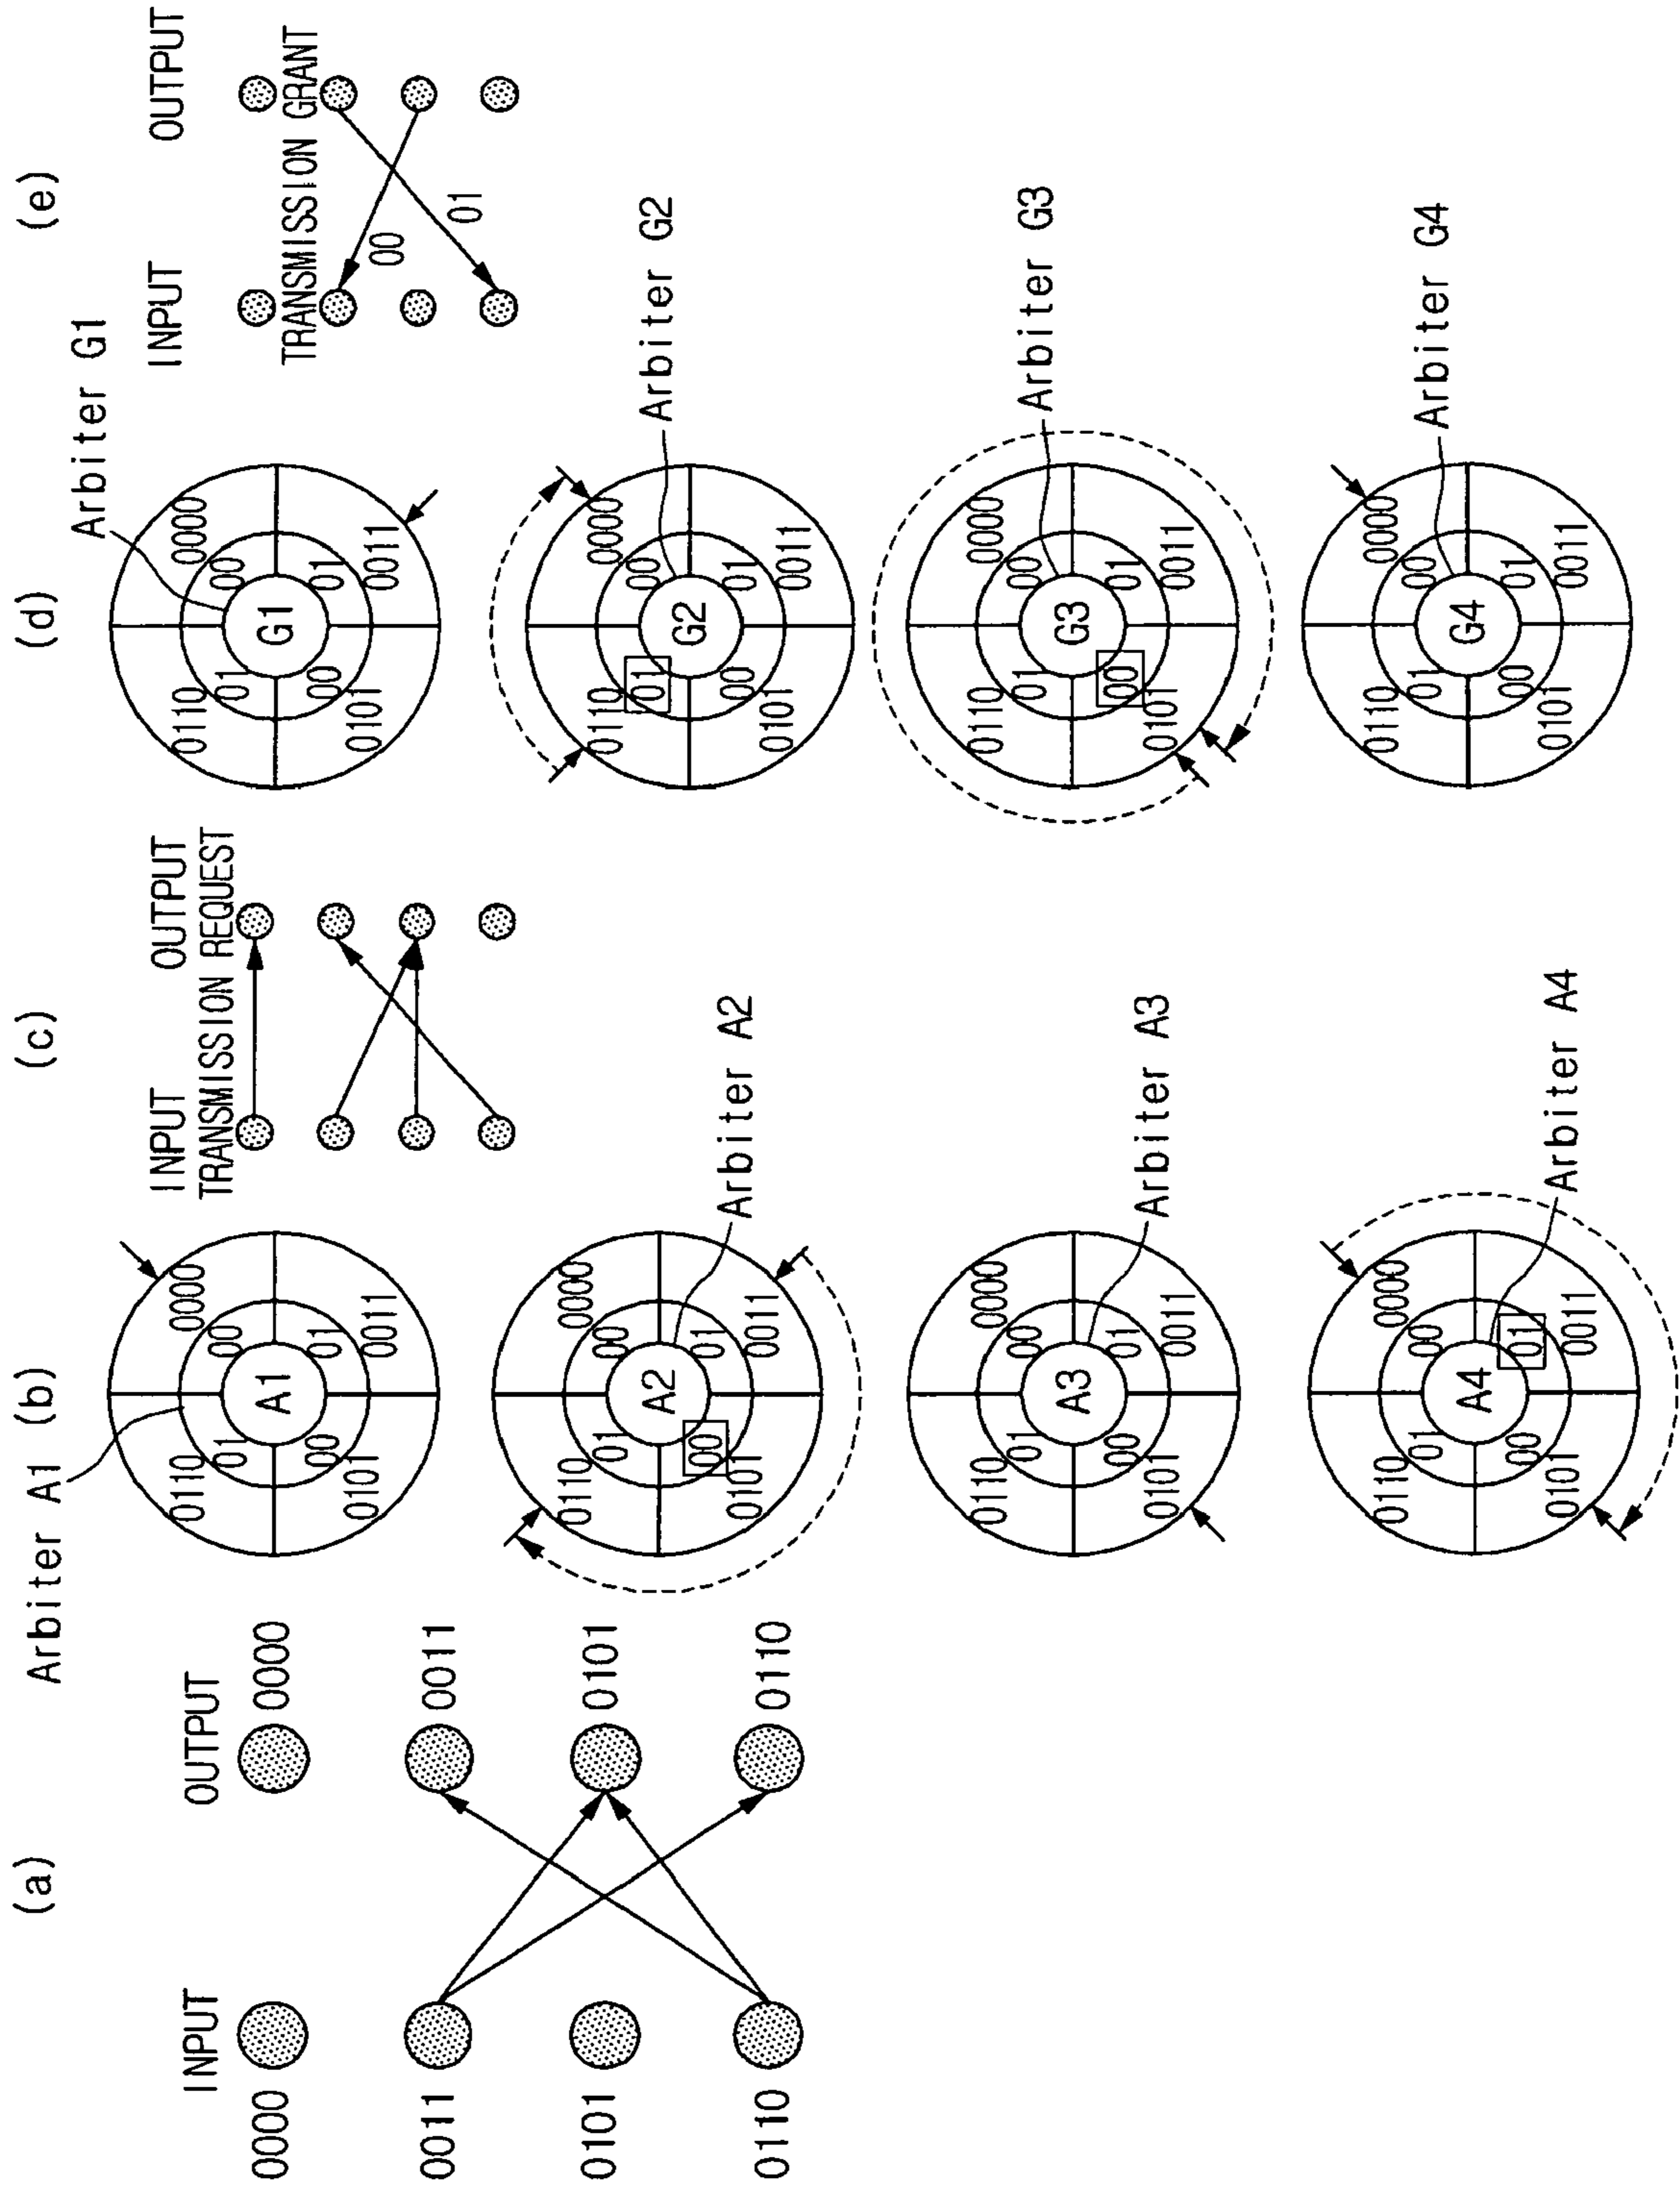 (a)
INPUT OUTPUT
0000 0000
0011 0011
0101 0101
0110 0110
(b)
Arbiter A1
0110 0000
01 00
A1
00 01
0101 0011
Arbiter A2
0110 0000
01 00
A2
00 01
0101 0011
Arbiter A3
0110 0000
01 00
A3
00 01
0101 0011
Arbiter A4
0110 0000
01 00
A4
00 01
0101 0011
(c)
INPUT OUTPUT
TRANSMISSION REQUEST
(d)
Arbiter G1
0110 0000
01 00
G1
00 01
0101 0011
Arbiter G2
0110 0000
01 00
G2
00 01
0101 0011
Arbiter G3
0110 0000
01 00
G3
00 01
0101 0011
Arbiter G4
0110 0000
01 00
G4
00 01
0101 0011
(e)
INPUT OUTPUT
TRANSMISSION GRANT
00
01